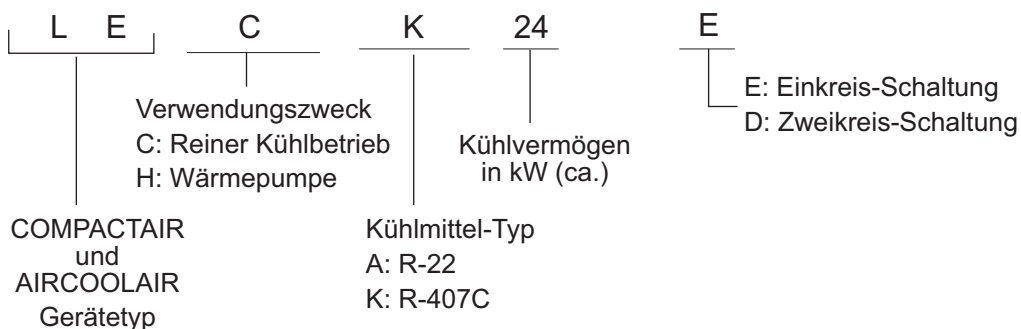 L E C K 24 E
E: Einkreis-Schaltung
D: Zweikreis-Schaltung
Verwendungszweck
C: Reiner Kühlbetrieb
H: Wärmepumpe
Kühlvermögen
in kW (ca.)
COMPACTAIR
und
AIRCOOLAIR
Gerätetyp
Kühlmittel-Typ
A: R-22
K: R-407C